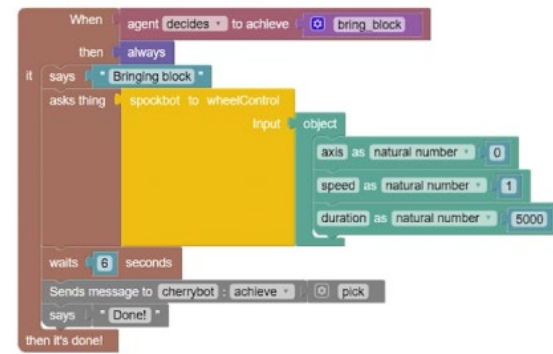 When agent decides to achieve bring_block
then always
it says " Bringing block "
asks thing spockbot to wheelControl
Input object
axis as natural number 0
speed as natural number 1
duration as natural number 5000
waits 6 seconds
Sends message to cherrybot : achieve pick
says " Done! "
then it's done!